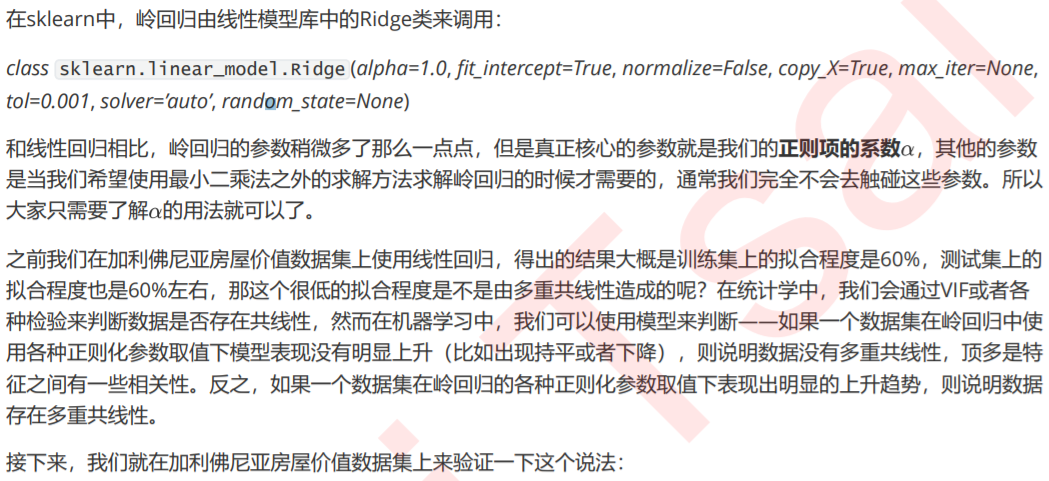 在sklearn中，岭回归由线性模型库中的Ridge类来调用：
class sklearn.linear_model.Ridge (alpha=1.0, fit_intercept=True, normalize=False, copy_X=True, max_iter=None,
tol=0.001, solver=’auto’, random_state=None)
和线性回归相比，岭回归的参数稍微多了那么一点点，但是真正核心的参数就是我们的正则项的系数α，其他的参数
是当我们希望使用最小二乘法之外的求解方法求解岭回归的时候才需要的，通常我们完全不会去触碰这些参数。所以
大家只需要了解α的用法就可以了。
之前我们在加利佛尼亚房屋价值数据集上使用线性回归，得出的结果大概是训练集上的拟合程度是60%，测试集上的
拟合程度也是60%左右，那这个很低的拟合程度是不是由多重共线性造成的呢？在统计学中，我们会通过VIF或者各
种检验来判断数据是否存在共线性，然而在机器学习中，我们可以使用模型来判断——如果一个数据集在岭回归中使
用各种正则化参数取值下模型表现没有明显上升（比如出现持平或者下降），则说明数据没有多重共线性，顶多是特
征之间有一些相关性。反之，如果一个数据集在岭回归的各种正则化参数取值下表现出明显的上升趋势，则说明数据
存在多重共线性。
接下来，我们就在加利佛尼亚房屋价值数据集上来验证一下这个说法：